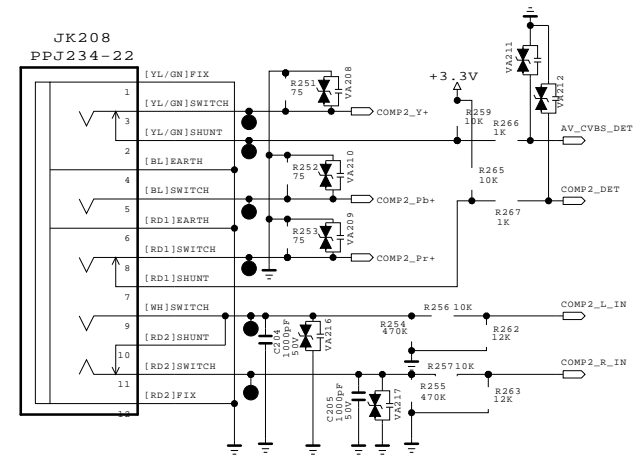 JK208
PPJ234-22
[YL/GN]FIX
1
[YL/GN]SWITCH
3
[YL/GN]SHUNT
2
[BL]EARTH
4
[BL]SWITCH
5
[RD1]EARTH
6
[RD1]SWITCH
8
[RD1]SHUNT
7
[WH]SWITCH
9
[RD2]SHUNT
10
[RD2]SWITCH
11
[RD2]FIX
12
R251
75
VA208
COMP2_Y+
R252
75
VA210
COMP2_Pb+
R253
75
VA209
COMP2_Pr+
+3.3V
R259
10K
R266
1K
VA211
VA212
AV_CVBS_DET
R265
10K
COMP2_DET
R267
1K
C204
1000pF
50V
VA216
R254
470K
R256 10K
R262
12K
COMP2_L_IN
C205
1000pF
50V
VA217
R257 10K
R255
470K
R263
12K
COMP2_R_IN